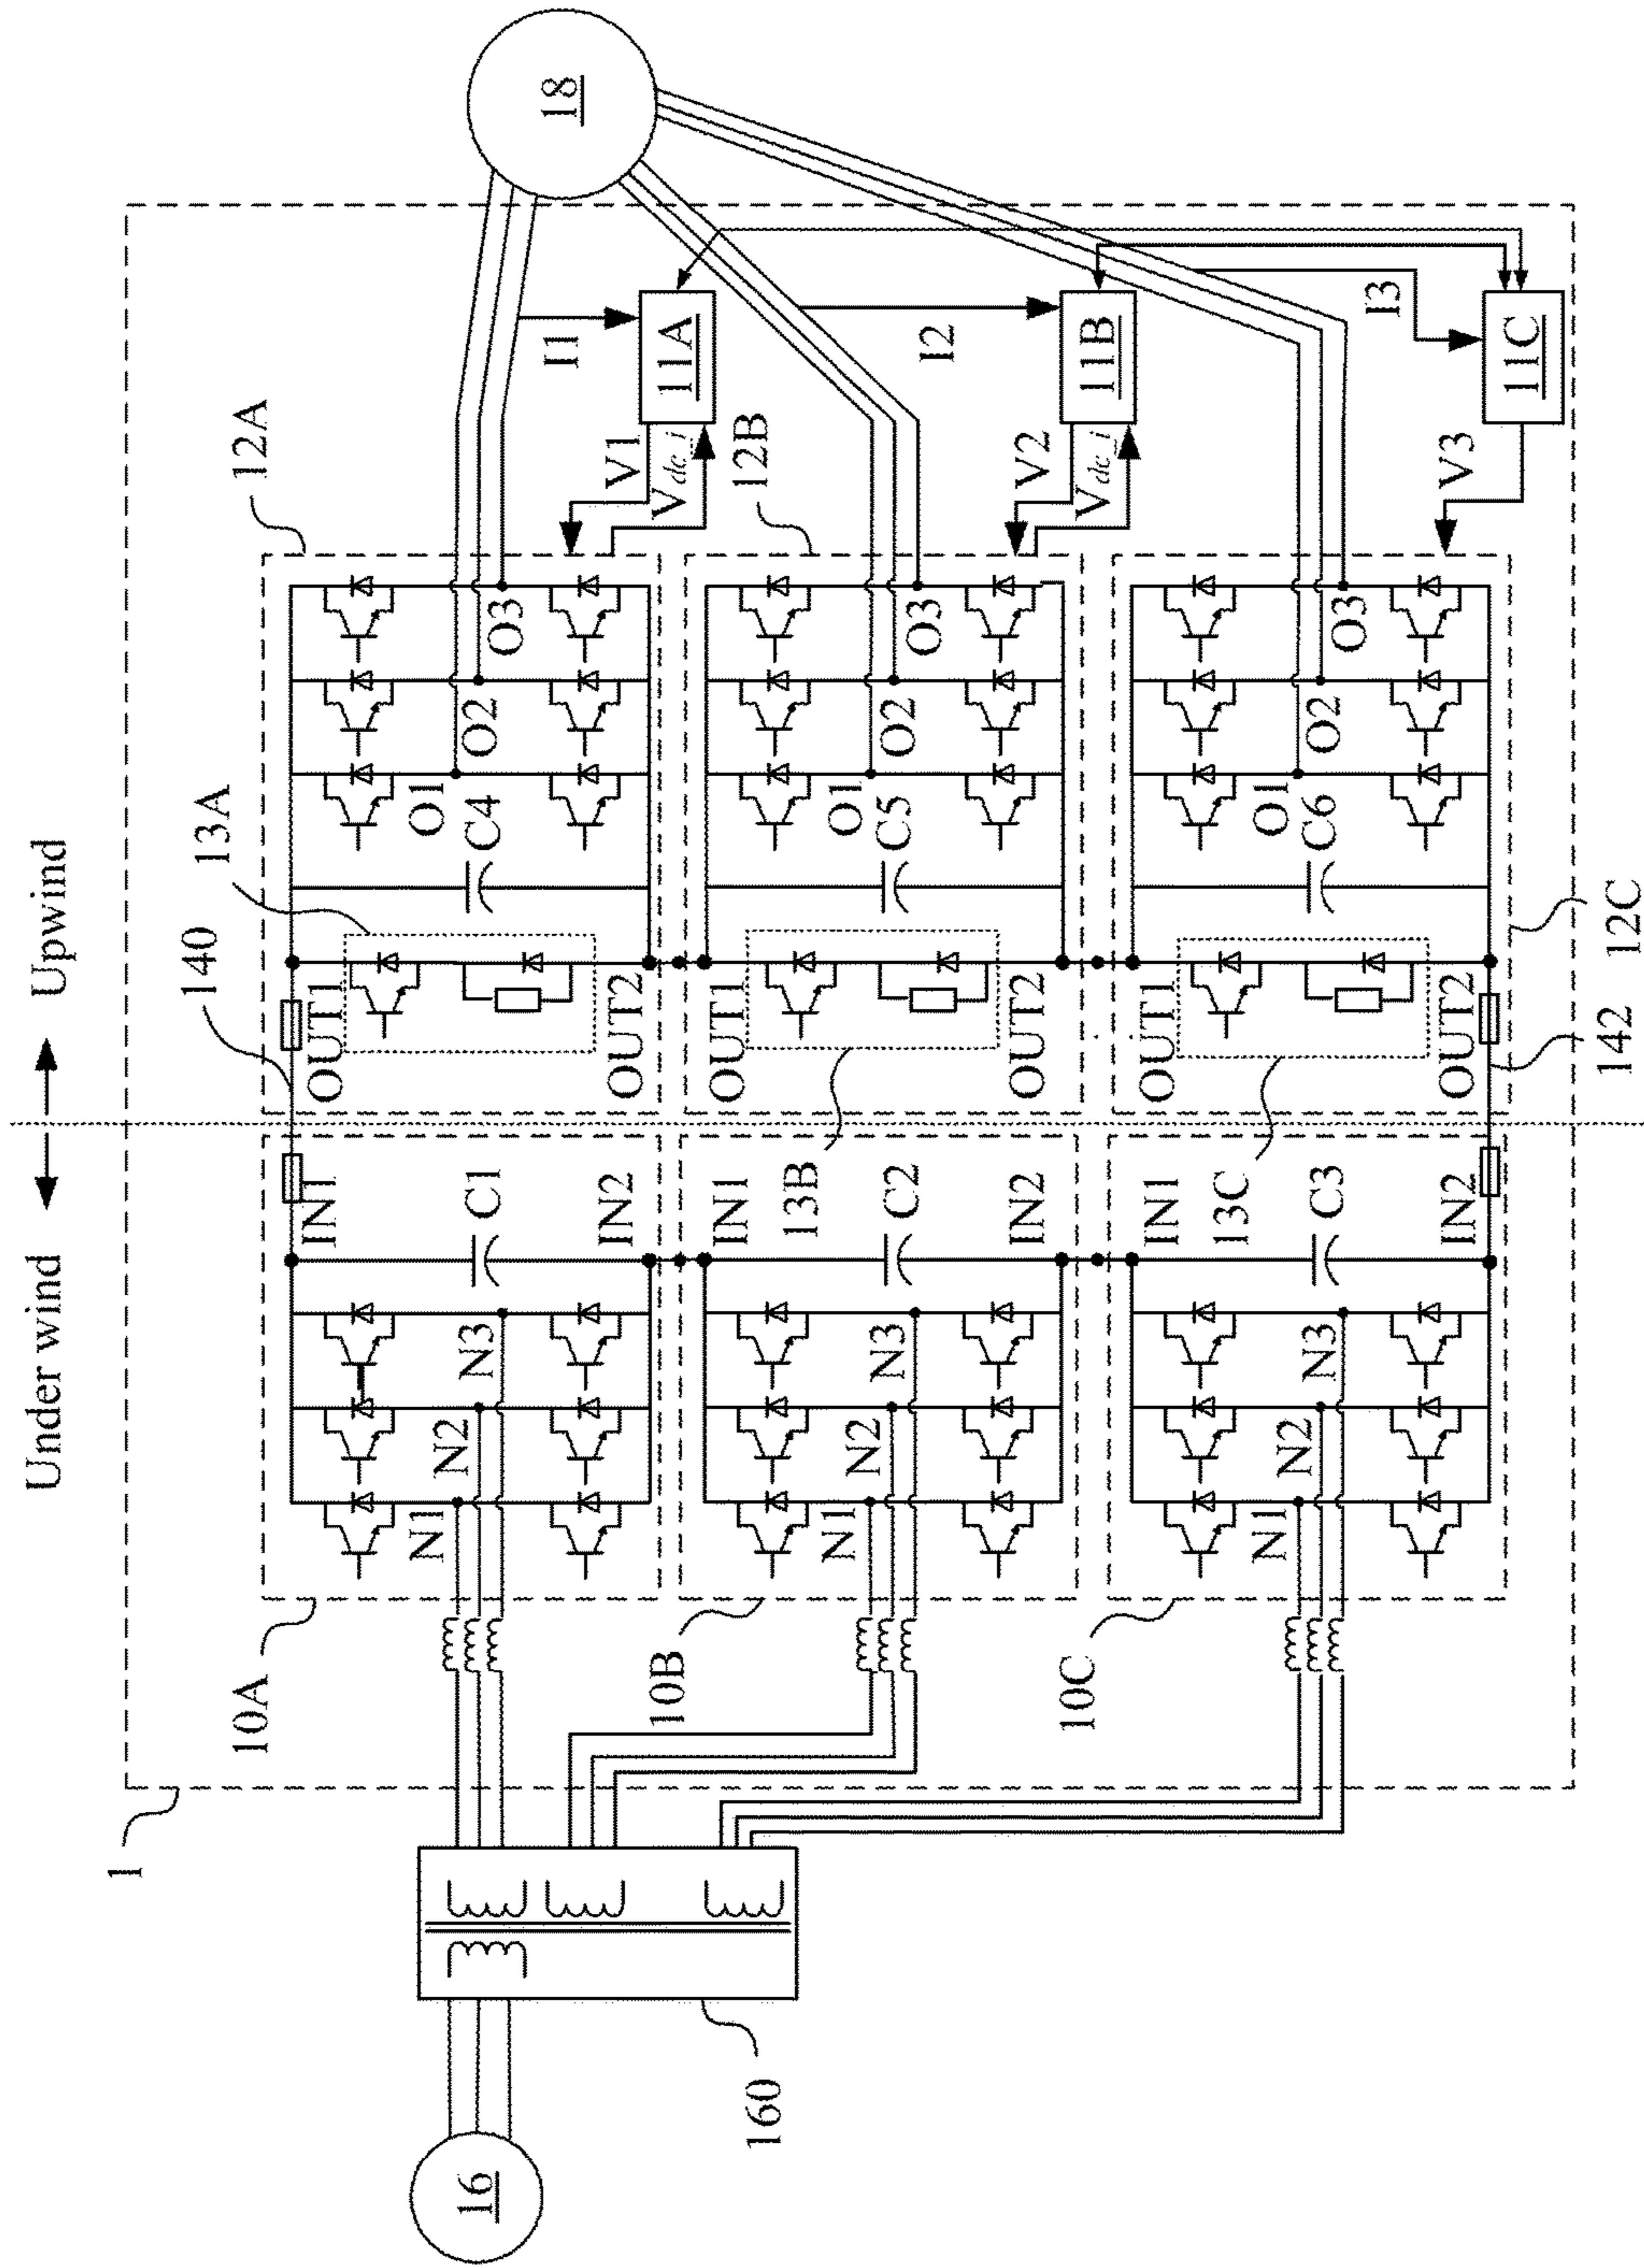 Under wind
Upwind
1
140
13A
12A
18
10A
IN1
OUT1
N1
N2
N3
C1
C4
O1
O2
O3
I1
11A
V1
Vdc_i
IN2
OUT2
16
160
10B
IN1
13B
OUT1
12B
N1
N2
N3
C2
C5
O1
O2
O3
I2
11B
V2
Vdc_i
IN2
OUT2
10C
IN1
13C
OUT1
N1
N2
N3
C3
C6
O1
O2
O3
I3
11C
V3
IN2
OUT2
142
12C